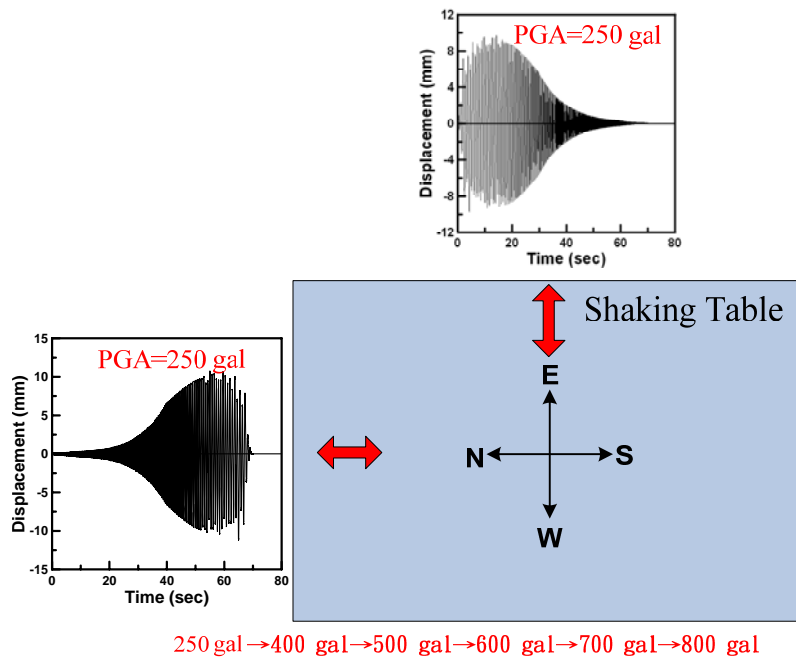 PGA=250 gal
Displacement (mm)
12
8
4
0
-4
-8
-12
0 20 40 60 80
Time (sec)
Shaking Table
E
N S
W
PGA=250 gal
Displacement (mm)
15
10
5
0
-5
-10
-15
0 20 40 60 80
Time (sec)
250 gal→400 gal→500 gal→600 gal→700 gal→800 gal